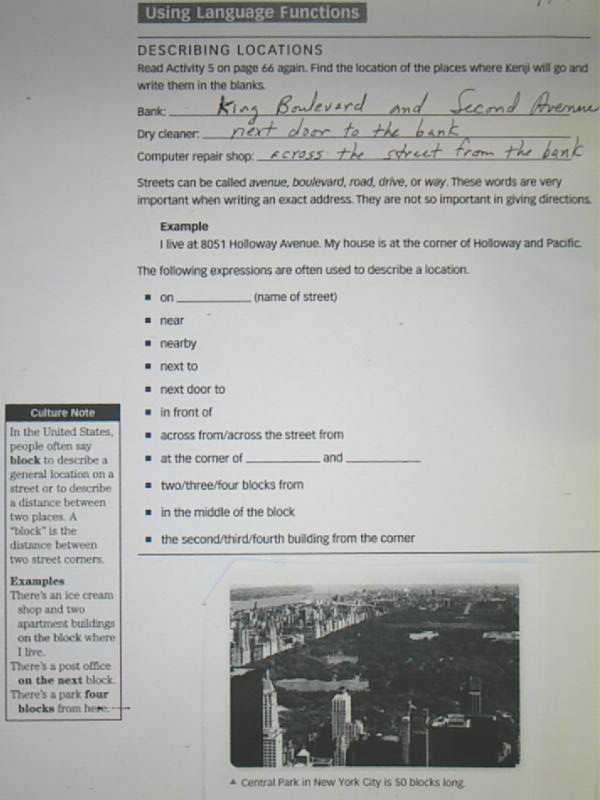 Using Language Functions
DESCRIBING LOCATIONS
Read Activity 5 on page 66 again. Find the location of the places where Kenji will go and
write them in the blanks.
Bank: King Boulevard and Second Avenue
Dry cleaner: next door to the bank
Computer repair shop: across the street from the bank
Streets can be called avenue, boulevard, road, drive, or way. These words are very
important when writing an exact address. They are not so important in giving directions.
Example
I live at 8051 Holloway Avenue. My house is at the corner of Holloway and Pacific.
The following expressions are often used to describe a location.
▪ on ____________ (name of street)
▪ near
▪ nearby
▪ next to
▪ next door to
▪ in front of
▪ across from/across the street from
▪ at the corner of ____________ and ____________
▪ two/three/four blocks from
▪ in the middle of the block
▪ the second/third/fourth building from the corner
Culture Note
In the United States,
people often say
block to describe a
general location on a
street or to describe
a distance between
two places. A
"block" is the
distance between
two street corners.
Examples
There's an ice cream
shop and two
apartment buildings
on the block where
I live.
There's a post office
on the next block.
There's a park four
blocks from here.
▲ Central Park in New York City is 50 blocks long.